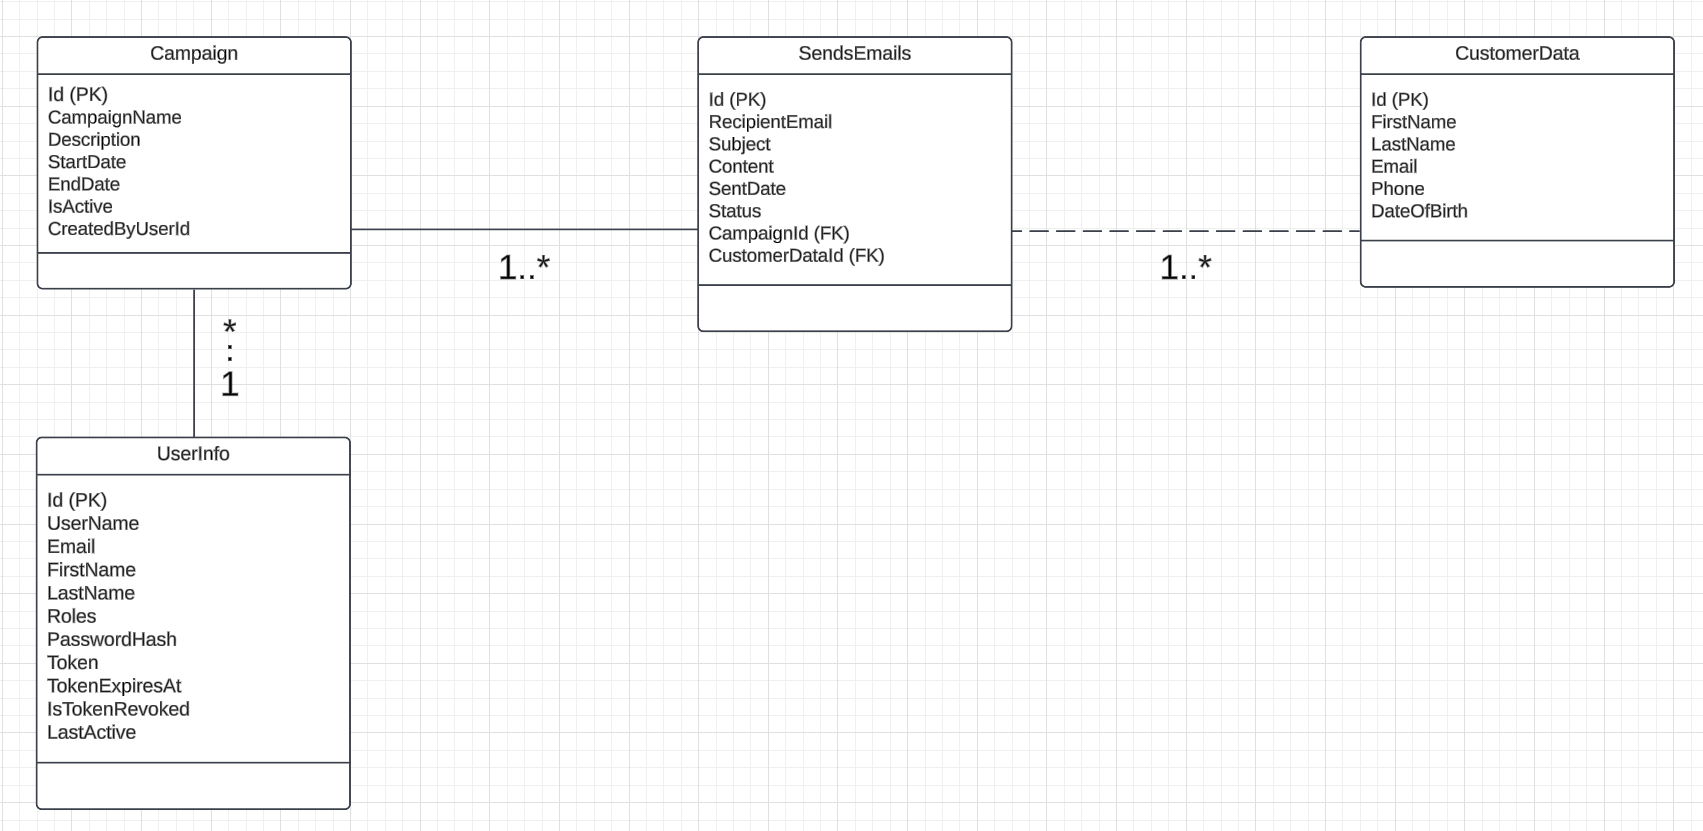 Campaign
Id (PK)
CampaignName
Description
StartDate
EndDate
IsActive
CreatedByUserId
1..*
SendsEmails
Id (PK)
RecipientEmail
Subject
Content
SentDate
Status
CampaignId (FK)
CustomerDataId (FK)
1..*
CustomerData
Id (PK)
FirstName
LastName
Email
Phone
DateOfBirth
*
:
1
UserInfo
Id (PK)
UserName
Email
FirstName
LastName
Roles
PasswordHash
Token
TokenExpiresAt
IsTokenRevoked
LastActive